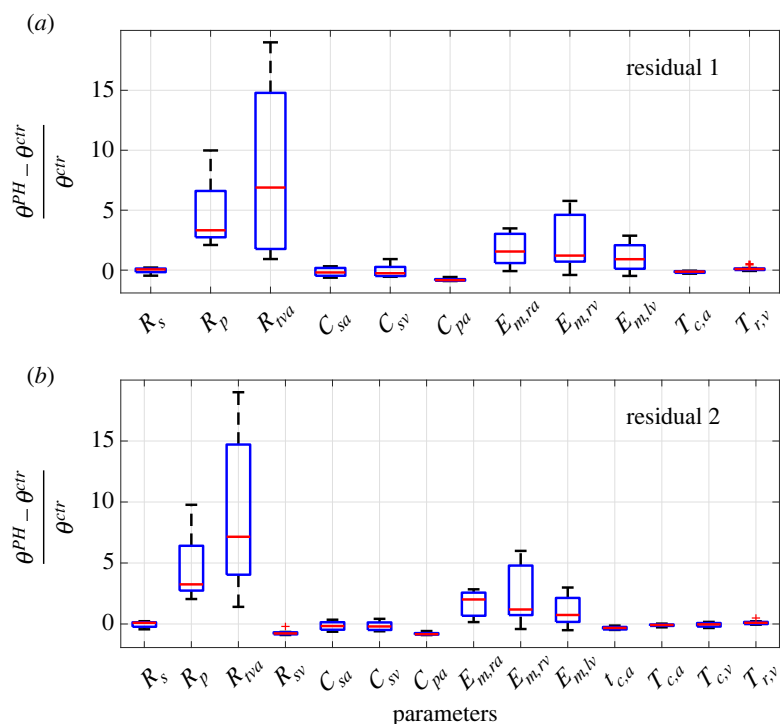 (a)
residual 1
θ^PH – θ^ctr
θ^ctr
15
10
5
0
R_s R_p R_tva C_sa C_sv C_pa E_m,ra E_m,rv E_m,lv T_c,a T_r,v
(b)
residual 2
θ^PH – θ^ctr
θ^ctr
15
10
5
0
R_s R_p R_tva R_sv C_sa C_sv C_pa E_m,ra E_m,rv E_m,lv t_c,a T_c,a T_c,v T_r,v
parameters